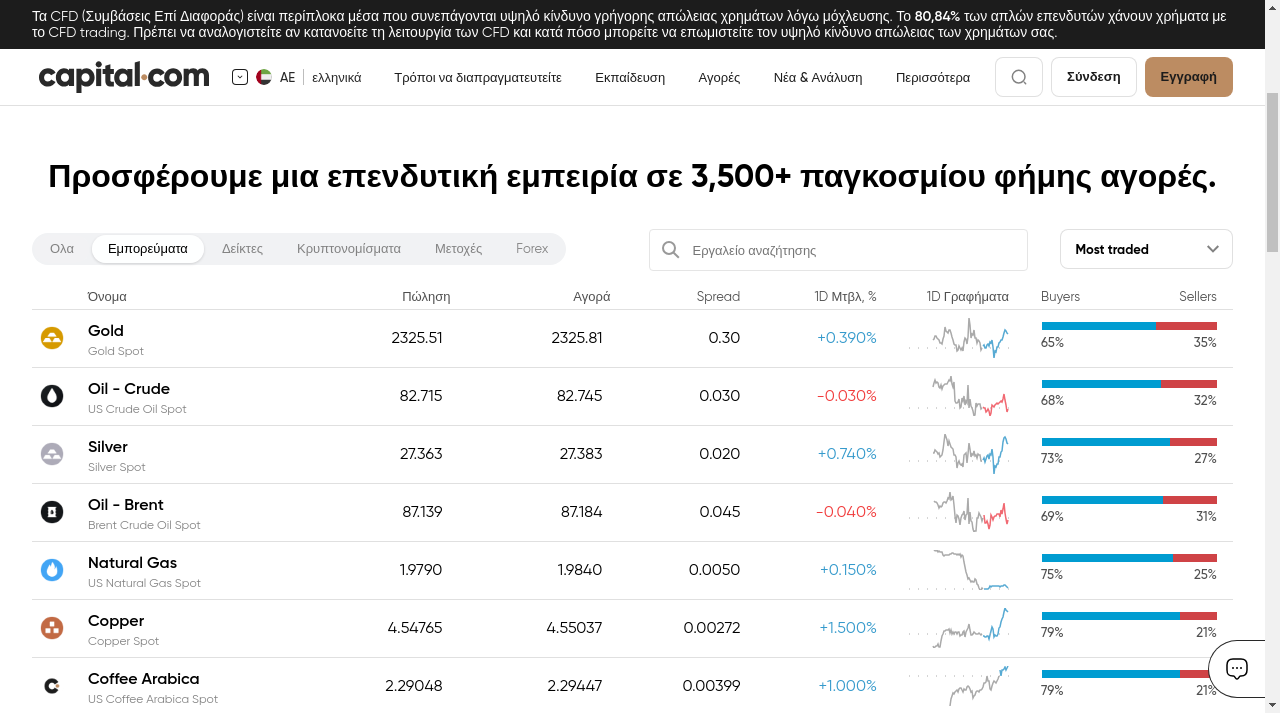 Τα CFD (Συμβάσεις Επί Διαφοράς) είναι περίπλοκα μέσα που συνεπάγονται υψηλό κίνδυνο γρήγορης απώλειας χρημάτων λόγω μόχλευσης. Το 80,84% των απλών επενδυτών χάνουν χρήματα με
το CFD trading. Πρέπει να αναλογιστείτε αν κατανοείτε τη λειτουργία των CFD και κατά πόσο μπορείτε να επωμιστείτε τον υψηλό κίνδυνο απώλειας των χρημάτων σας.
capital.com AE ελληνικά Τρόποι να διαπραγματευτείτε Εκπαίδευση Αγορές Νέα & Ανάλυση Περισσότερα Σύνδεση Εγγραφή
Προσφέρουμε μια επενδυτική εμπειρία σε 3,500+ παγκοσμίου φήμης αγορές.
Ολα Εμπορεύματα Δείκτες Κρυπτονομίσματα Μετοχές Forex Εργαλείο αναζήτησης Most traded
Όνομα Πώληση Αγορά Spread 1D Μτβλ, % 1D Γραφήματα Buyers Sellers
Gold 2325.51 2325.81 0.30 +0.390%
Gold Spot 65% 35%
Oil - Crude 82.715 82.745 0.030 -0.030%
US Crude Oil Spot 68% 32%
Silver 27.363 27.383 0.020 +0.740%
Silver Spot 73% 27%
Oil - Brent 87.139 87.184 0.045 -0.040%
Brent Crude Oil Spot 69% 31%
Natural Gas 1.9790 1.9840 0.0050 +0.150%
US Natural Gas Spot 75% 25%
Copper 4.54765 4.55037 0.00272 +1.500%
Copper Spot 79% 21%
Coffee Arabica 2.29048 2.29447 0.00399 +1.000%
US Coffee Arabica Spot 79% 21%